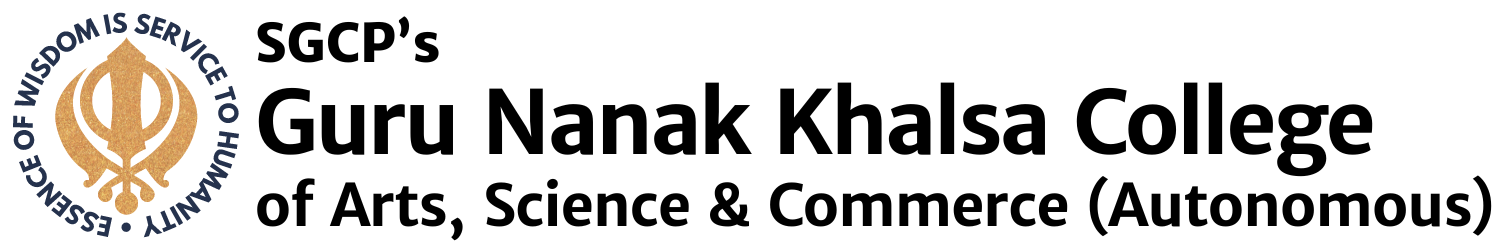 ESSENCE OF WISDOM IS SERVICE TO HUMANITY •
SGCP’s
Guru Nanak Khalsa College
of Arts, Science & Commerce (Autonomous)